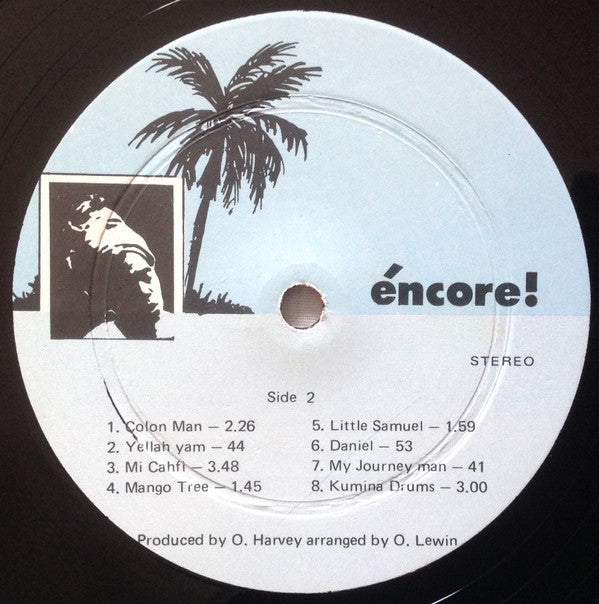 éncore!
STEREO
Side 2
1. Colon Man – 2.26
2. Yellah yam – 44
3. Mi Cahfi – 3.48
4. Mango Tree – 1.45
5. Little Samuel – 1.59
6. Daniel – 53
7. My Journey man – 41
8. Kumina Drums – 3.00
Produced by O. Harvey arranged by O. Lewin